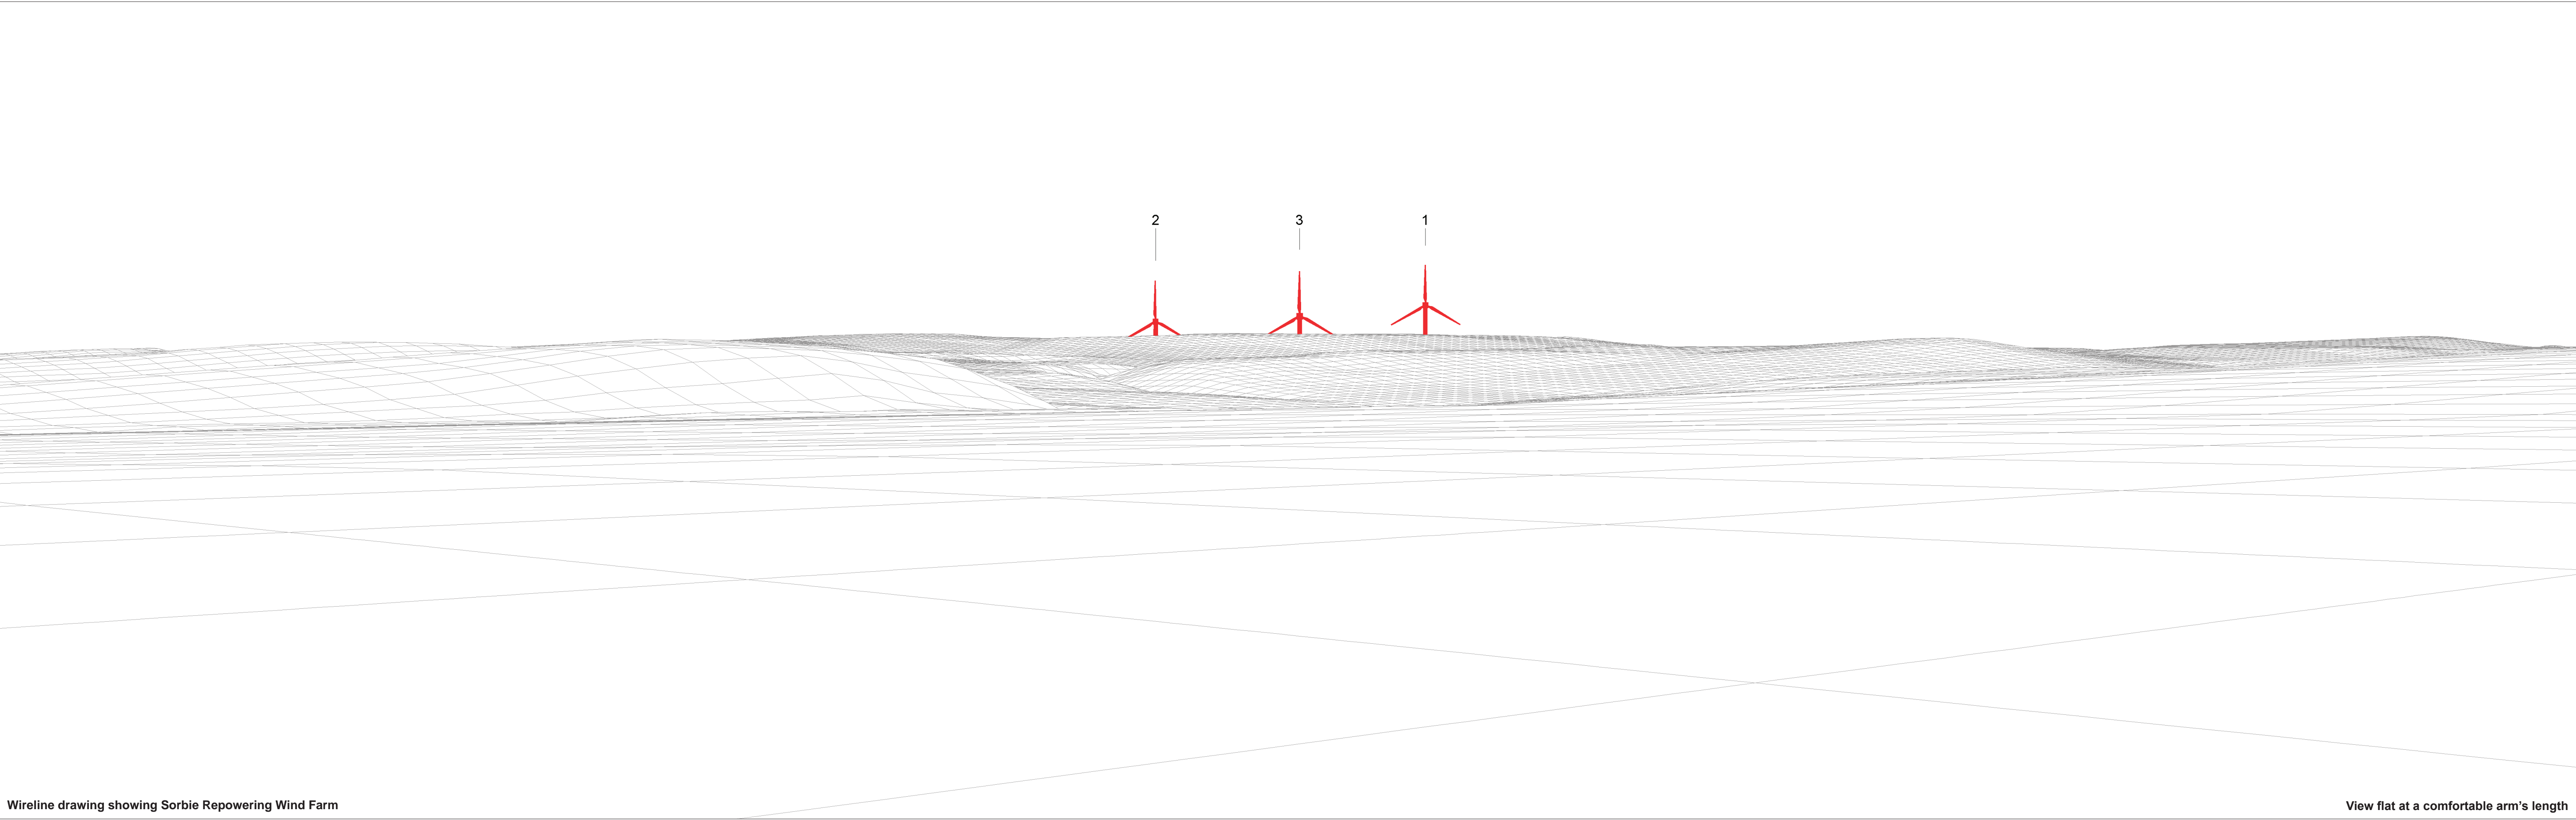 2 3 1
Wireline drawing showing Sorbie Repowering Wind Farm
View flat at a comfortable arm’s length